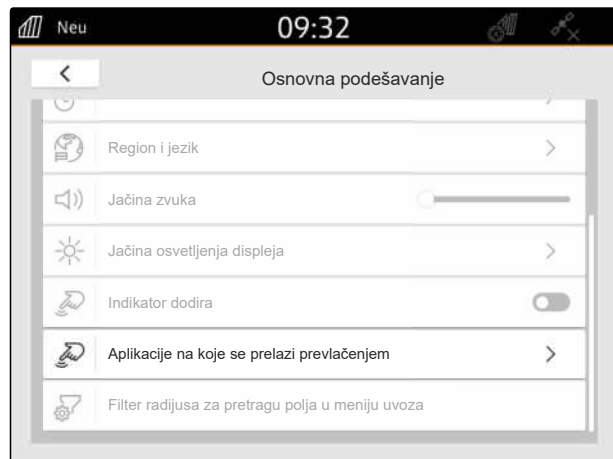 Neu
09:32
Osnovna podešavanje
Region i jezik
Jačina zvuka
Jačina osvetljenja displeja
Indikator dodira
Aplikacije na koje se prelazi prevlačenjem
Filter radijusa za pretragu polja u meniju uvoza